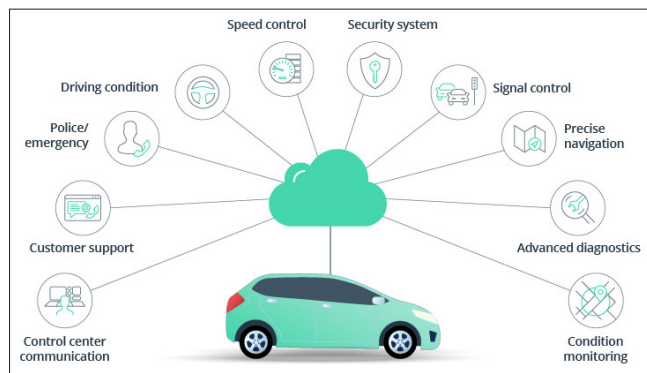 Speed control
Security system
Driving condition
Signal control
Police/
emergency
Precise
navigation
Customer support
Advanced diagnostics
Control center
communication
Condition
monitoring